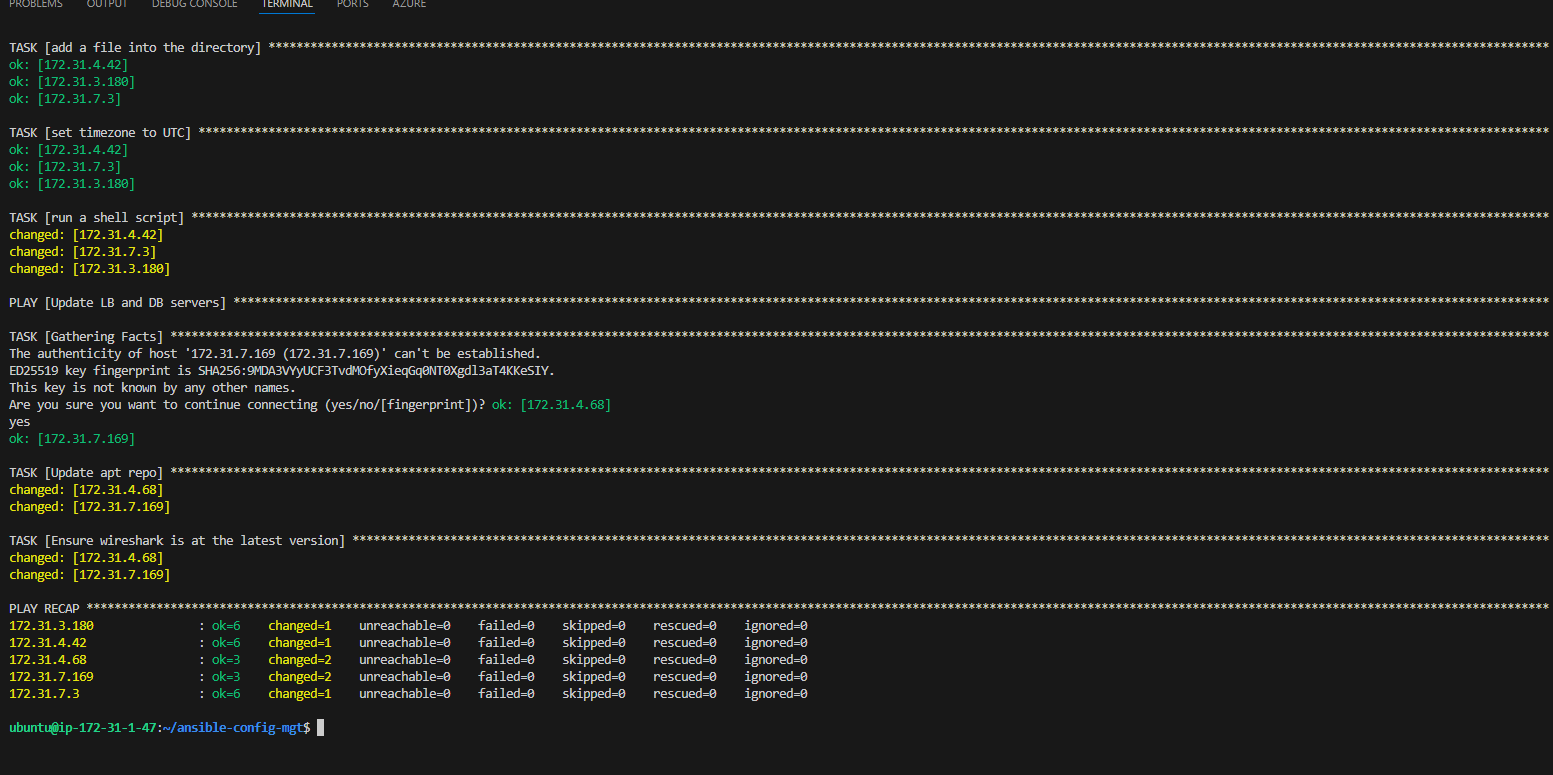 PROBLEMS OUTPUT DEBUG CONSOLE TERMINAL PORTS AZURE
TASK [add a file into the directory] ****************************************************************************************************************************************************************************************
ok: [172.31.4.42]
ok: [172.31.3.180]
ok: [172.31.7.3]
TASK [set timezone to UTC] **************************************************************************************************************************************************************************************************
ok: [172.31.4.42]
ok: [172.31.7.3]
ok: [172.31.3.180]
TASK [run a shell script] ***************************************************************************************************************************************************************************************************
changed: [172.31.4.42]
changed: [172.31.7.3]
changed: [172.31.3.180]
PLAY [Update LB and DB servers] *********************************************************************************************************************************************************************************************
TASK [Gathering Facts] ******************************************************************************************************************************************************************************************************
The authenticity of host '172.31.7.169 (172.31.7.169)' can't be established.
ED25519 key fingerprint is SHA256:9MDA3VYyUCF3TvdMOfyXieqGq0NT0Xgdl3aT4KKeSIY.
This key is not known by any other names.
Are you sure you want to continue connecting (yes/no/[fingerprint])? ok: [172.31.4.68]
yes
ok: [172.31.7.169]
TASK [Update apt repo] ******************************************************************************************************************************************************************************************************
changed: [172.31.4.68]
changed: [172.31.7.169]
TASK [Ensure wireshark is at the latest version] ****************************************************************************************************************************************************************************
changed: [172.31.4.68]
changed: [172.31.7.169]
PLAY RECAP ******************************************************************************************************************************************************************************************************************
172.31.3.180 : ok=6 changed=1 unreachable=0 failed=0 skipped=0 rescued=0 ignored=0
172.31.4.42 : ok=6 changed=1 unreachable=0 failed=0 skipped=0 rescued=0 ignored=0
172.31.4.68 : ok=3 changed=2 unreachable=0 failed=0 skipped=0 rescued=0 ignored=0
172.31.7.169 : ok=3 changed=2 unreachable=0 failed=0 skipped=0 rescued=0 ignored=0
172.31.7.3 : ok=6 changed=1 unreachable=0 failed=0 skipped=0 rescued=0 ignored=0
ubuntu@ip-172-31-1-47:~/ansible-config-mgt$